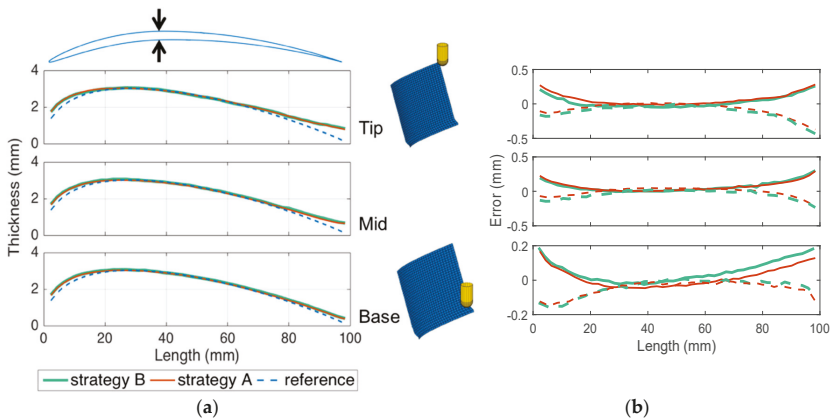 4
2
0
Tip
4
2
0
Mid
4
2
0
Base
0 20 40 60 80 100
Thickness (mm)
Length (mm)
strategy B strategy A reference
(a)
0.5
0
-0.5
0.5
0
-0.5
0.2
0
-0.2
0 20 40 60 80 100
Error (mm)
Length (mm)
(b)